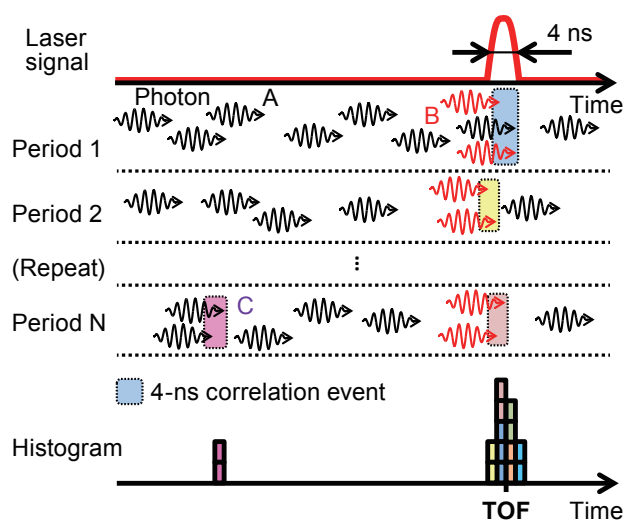 Laser
signal
4 ns
Time
Photon A
B
Period 1
Period 2
(Repeat)
⋮
C
Period N
4-ns correlation event
Histogram
TOF
Time